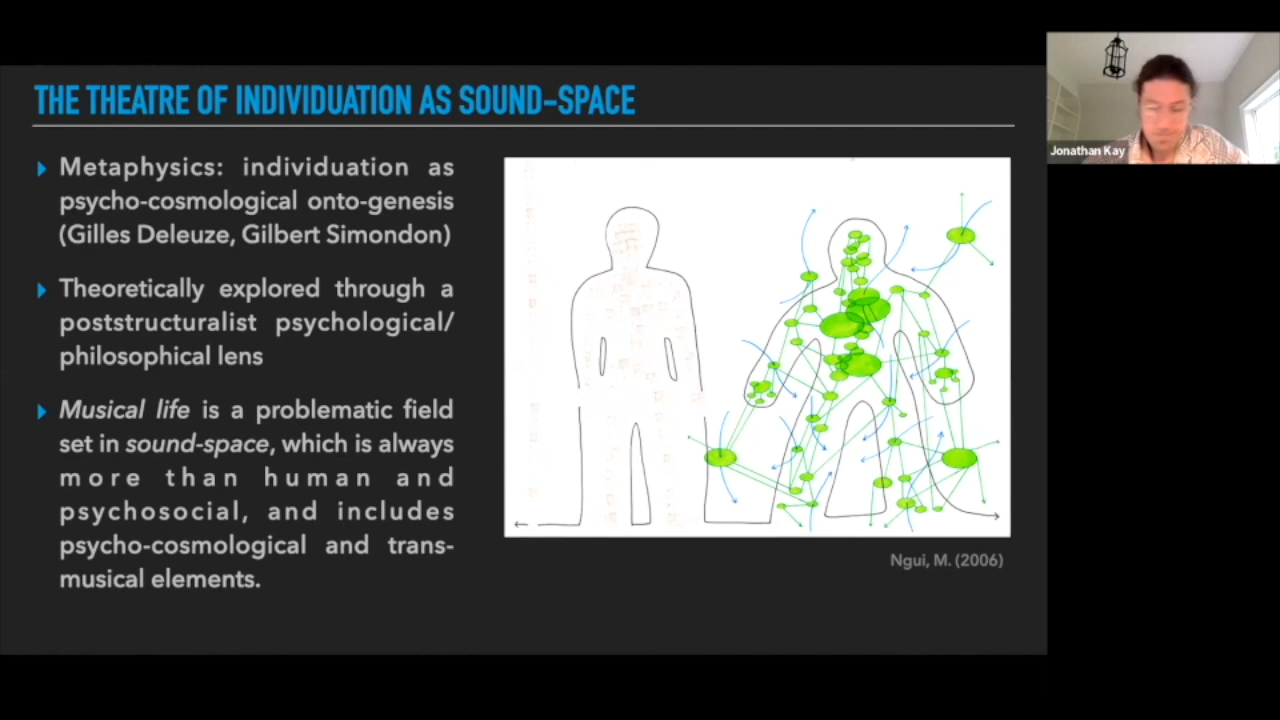 THE THEATRE OF INDIVIDUATION AS SOUND-SPACE
Metaphysics: individuation as
psycho-cosmological onto-genesis
(Gilles Deleuze, Gilbert Simondon)
Theoretically explored through a
poststructuralist psychological/
philosophical lens
Musical life is a problematic field
set in sound-space, which is always
more than human and
psychosocial, and includes
psycho-cosmological and trans-
musical elements.
Ngui, M. (2006)
Jonathan Kay